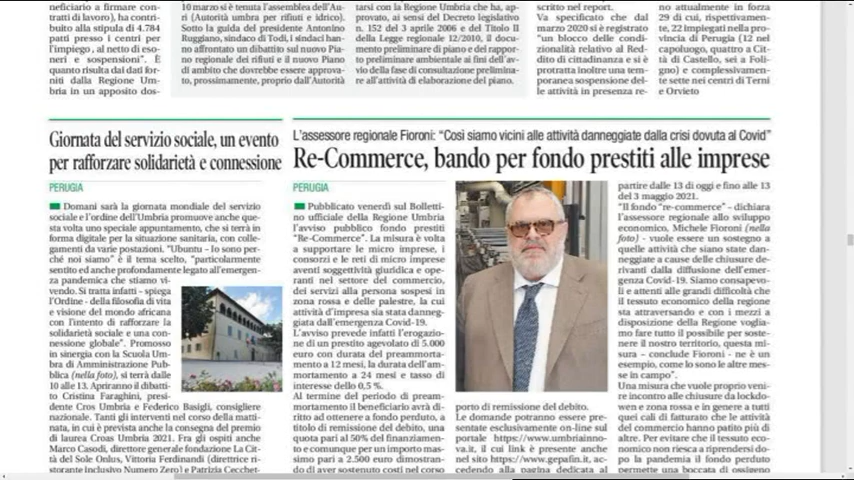 neficiario a firmare con-
tratti di lavoro), ha contri-
buito alla stipula di 4.784
patti presso i centri per
l'impiego, al netto di eso-
neri e sospensioni". È
quanto risulta dai dati for-
niti dalla Regione Um-
bria in un apposito dos-
10 marzo si è tenuta l'assemblea dell'Au-
ri (Autorità umbra per rifiuti e idrico).
Sotto la guida del presidente Antonino
Ruggiano, sindaco di Todi, i sindaci han-
no affrontato un dibattito sul nuovo Pia-
no regionale dei rifiuti e il nuovo Piano
di ambito che dovrebbe essere approva-
to, prossimamente, proprio dall'Autorità
tarsi con la Regione Umbria che ha, ap-
provato, ai sensi del Decreto legislativo
n. 152 del 3 aprile 2006 e del Titolo II
della Legge regionale 12/2010, il docu-
mento preliminare di piano e del rappor-
to preliminare ambientale ai fini dell'av-
vio della fase di consultazione prelimina-
re all'attività di elaborazione del piano.
scritto nel report.
Va specificato che dal
marzo 2020 si è registrato
"un blocco delle con-
dizionalità relativo al Red-
dito di cittadinanza e si è
protratta inoltre una tem-
poranea sospensione del-
le attività in presenza re-
no attualmente in forza
29 di cui, rispettivamen-
te, 22 impiegati nella pro-
vincia di Perugia (12 nel
capoluogo, quattro a Cit-
tà di Castello, sei a Foli-
gno) e complessivamen-
te sette nei centri di Terni
e Orvieto
Giornata del servizio sociale, un evento
per rafforzare solidarietà e connessione
PERUGIA
Domani sarà la giornata mondiale del servizio
sociale e l'ordine dell'Umbria promuove anche que-
sta volta uno speciale appuntamento, che si terrà in
forma digitale per la situazione sanitaria, con col-
legamenti da varie postazioni. "Ubuntu - Io sono per-
ché noi siamo" è il tema scelto, "particolarmente
sentito ed anche profondamente legato all'emergen-
za pandemica che stiamo vi-
vendo. Si tratta infatti - spiega
l'Ordine - della filosofia di vita
e visione del mondo africana
con l'intento di rafforzare la
solidarietà sociale e una con-
nessione globale". Promosso
in sinergia con la Scuola Um-
bra di Amministrazione Pub-
blica (nella foto), si terrà dalle
10 alle 13. Apriranno il dibatti-
to Cristina Faraghini, presi-
dente Cros Umbria e Federico Basigli, consigliere
nazionale. Tanti gli interventi nel corso della matti-
nata, in cui è prevista anche la consegna del premio
di laurea Croas Umbria 2021. Fra gli ospiti anche
Marco Casodi, direttore generale fondazione La Cit-
tà del Sole Onlus, Vittoria Ferdinandi (direttrice ri-
storante Inclusivo Numero Zero) e Patrizia Cecchet-
L'assessore regionale Fioroni: "Così siamo vicini alle attività danneggiate dalla crisi dovuta al Covid"
Re-Commerce, bando per fondo prestiti alle imprese
PERUGIA
Pubblicato venerdì sul Bolletti-
no ufficiale della Regione Umbria
l'avviso pubblico fondo prestiti
"Re-Commerce". La misura è volta
a supportare le micro imprese, i
consorzi e le reti di micro imprese
aventi soggettività giuridica e ope-
ranti nel settore del commercio,
dei servizi alla persona sospesi in
zona rossa e delle palestre, la cui
attività d'impresa sia stata danneg-
giata dall'emergenza Covid-19.
L'avviso prevede infatti l'erogazio-
ne di un prestito agevolato di 5.000
euro con durata del preammorta-
mento a 12 mesi, la durata dell'am-
mortamento a 24 mesi e tasso di
interesse dello 0,5 %.
Al termine del periodo di pream-
mortamento il beneficiario avrà di-
ritto ad ottenere a fondo perduto, a
titolo di remissione del debito, una
quota pari al 50% del finanziamen-
to e comunque per un importo mas-
simo pari a 2.500 euro dimostran-
do di aver sostenuto costi nel corso
porto di remissione del debito.
Le domande potranno essere pre-
sentate esclusivamente on-line sul
portale https://www.umbriainno-
va.it, il cui link è presente anche
nel sito https://www.gepafin.it, ac-
cedendo alla pagina dedicata al
partire dalle 13 di oggi e fino alle 13
del 3 maggio 2021.
"Il fondo "re-commerce" - dichiara
l'assessore regionale allo sviluppo
economico, Michele Fioroni (nella
foto) - vuole essere un sostegno a
quelle attività che siano state dan-
neggiate a cause delle chiusure de-
rivanti dalla diffusione dell'emer-
genza Covid-19. Siamo consapevo-
li e attenti alle grandi difficoltà che
il tessuto economico della regione
sta attraversando e con i mezzi a
disposizione della Regione voglia-
mo fare tutto il possibile per soste-
nere il nostro territorio, questa mi-
sura - conclude Fioroni - ne è un
esempio, come lo sono le altre mes-
se in campo".
Una misura che vuole proprio veni-
re incontro alle chiusure da lockdo-
wn e zona rossa e in genere a tutti
quei cali di fatturato che le attività
del commercio hanno patito più di
altre. Per evitare che il tessuto eco-
nomico non riesca a riprendersi do-
po la pandemia il fondo perduto
permette una boccata di ossigeno